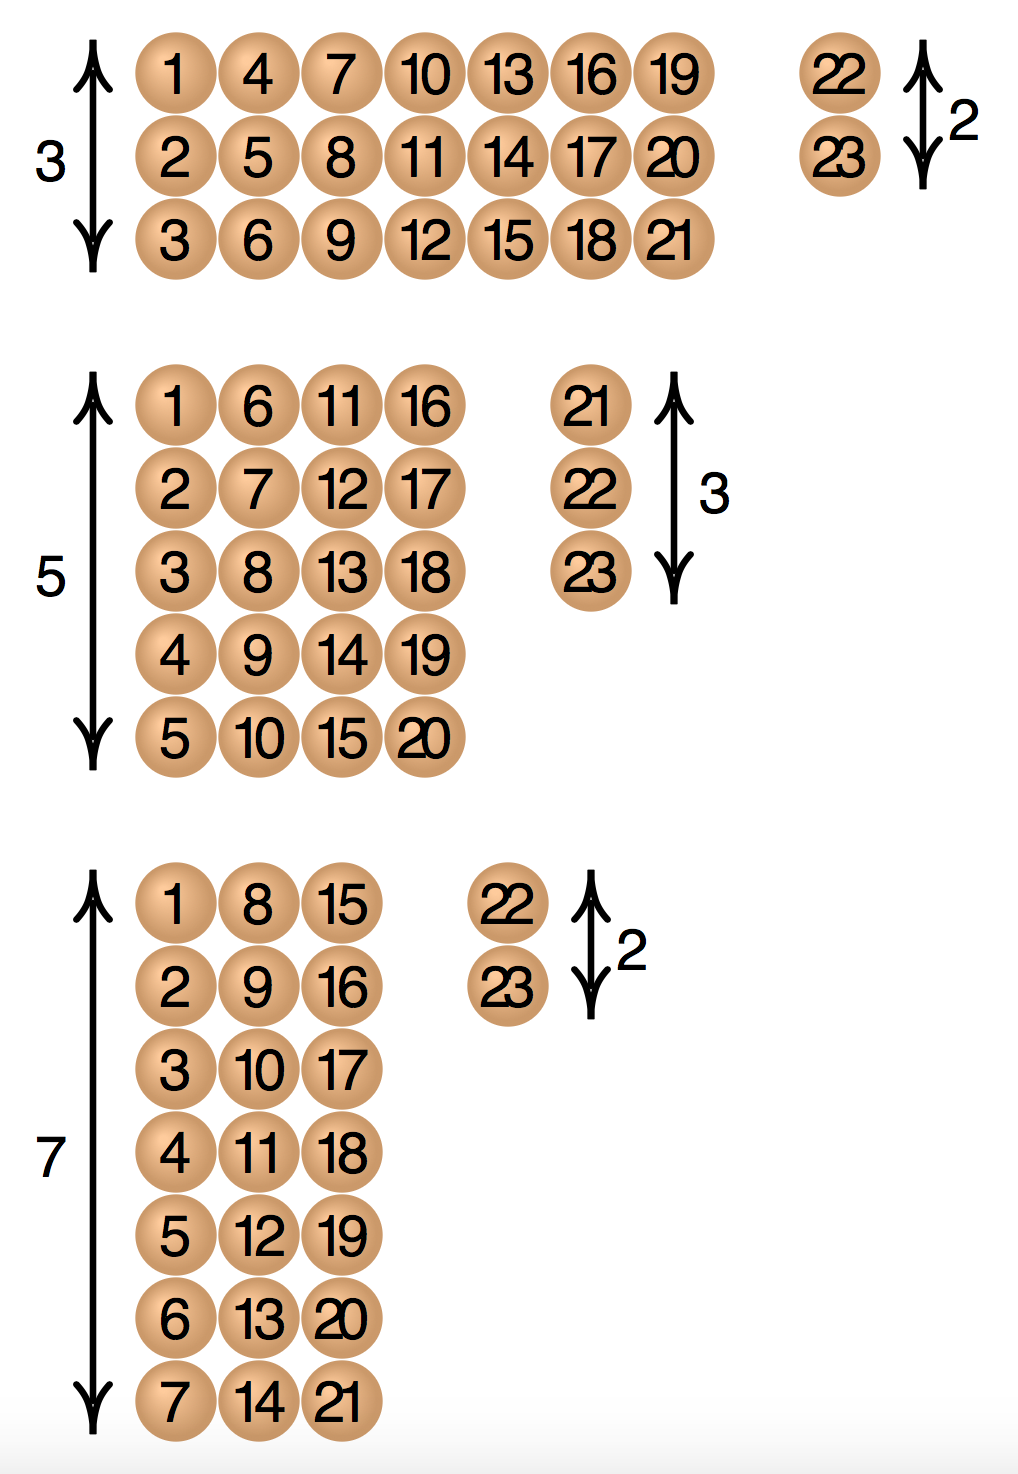 1 4 7 10 13 16 19 22
2 5 8 11 14 17 20 23
3 6 9 12 15 18 21
3
2
1 6 11 16 21
2 7 12 17 22
3 8 13 18 23
4 9 14 19
5 10 15 20
5
3
1 8 15 22
2 9 16 23
3 10 17
4 11 18
5 12 19
6 13 20
7 14 21
7
2